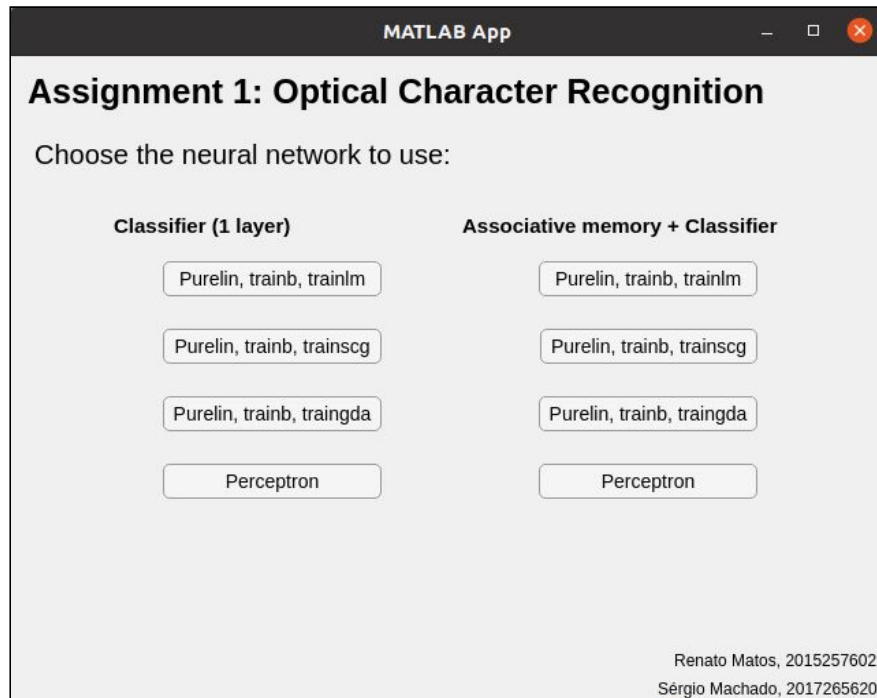 MATLAB App
Assignment 1: Optical Character Recognition
Choose the neural network to use:
Classifier (1 layer)
Purelin, trainb, trainlm
Purelin, trainb, trainscg
Purelin, trainb, traingda
Perceptron
Associative memory + Classifier
Purelin, trainb, trainlm
Purelin, trainb, trainscg
Purelin, trainb, traingda
Perceptron
Renato Matos, 2015257602
Sérgio Machado, 2017265620